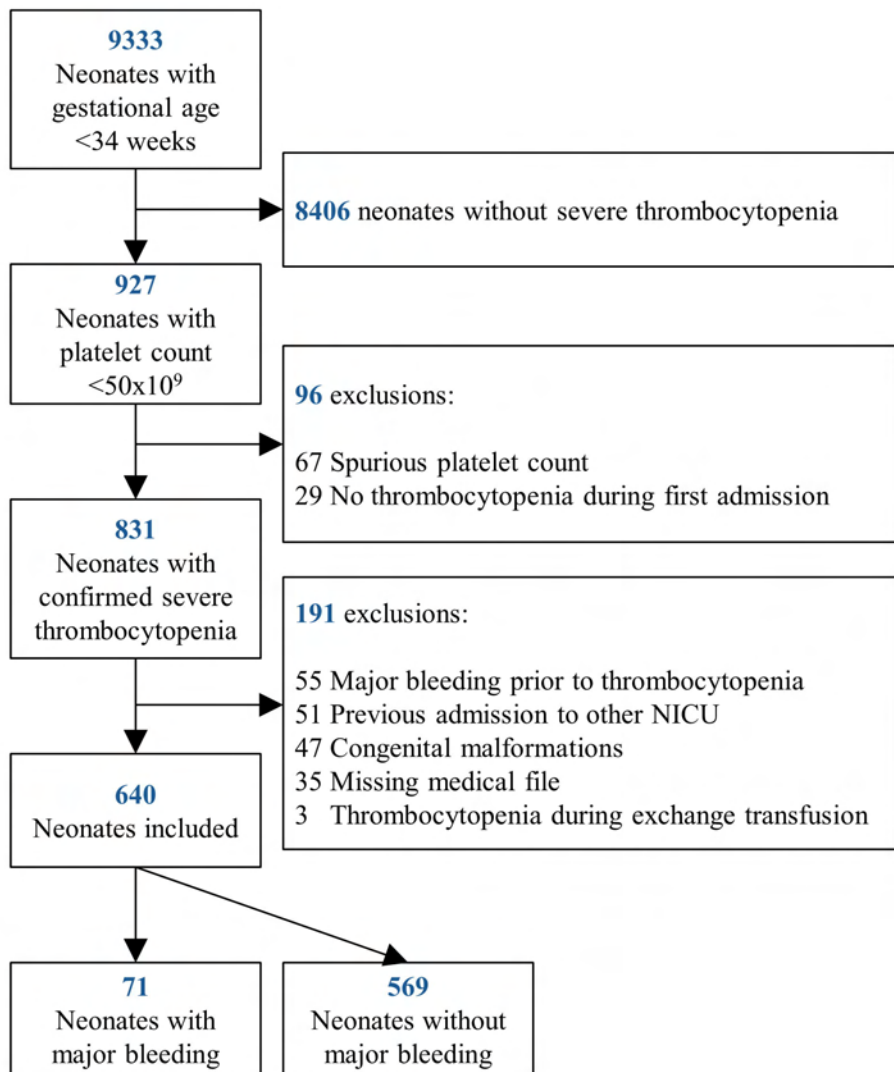 9333
Neonates with
gestational age
<34 weeks
8406 neonates without severe thrombocytopenia
927
Neonates with
platelet count
<50x10⁹
96 exclusions:
67 Spurious platelet count
29 No thrombocytopenia during first admission
831
Neonates with
confirmed severe
thrombocytopenia
191 exclusions:
55 Major bleeding prior to thrombocytopenia
51 Previous admission to other NICU
47 Congenital malformations
35 Missing medical file
3 Thrombocytopenia during exchange transfusion
640
Neonates included
71
Neonates with
major bleeding
569
Neonates without
major bleeding